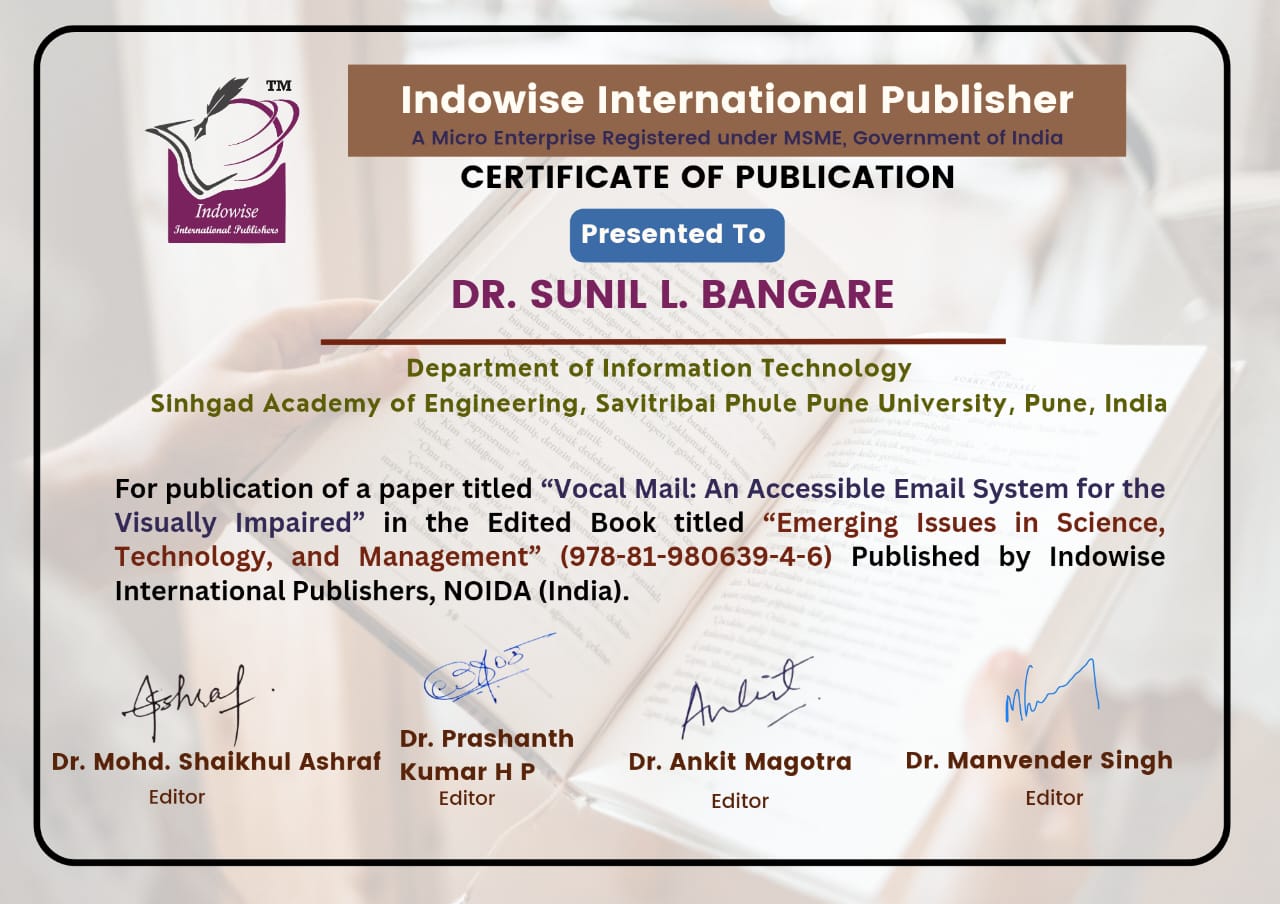 TM
Indowise
International Publishers
Indowise International Publisher
A Micro Enterprise Registered under MSME, Government of India
CERTIFICATE OF PUBLICATION
Presented To
DR. SUNIL L. BANGARE
Department of Information Technology
Sinhgad Academy of Engineering, Savitribai Phule Pune University, Pune, India
For publication of a paper titled “Vocal Mail: An Accessible Email System for the
Visually Impaired” in the Edited Book titled “Emerging Issues in Science,
Technology, and Management” (978-81-980639-4-6) Published by Indowise
International Publishers, NOIDA (India).
Ashraf
Ankit
Dr. Mohd. Shaikhul Ashraf
Editor
Dr. Prashanth
Kumar H P
Editor
Dr. Ankit Magotra
Editor
Dr. Manvender Singh
Editor